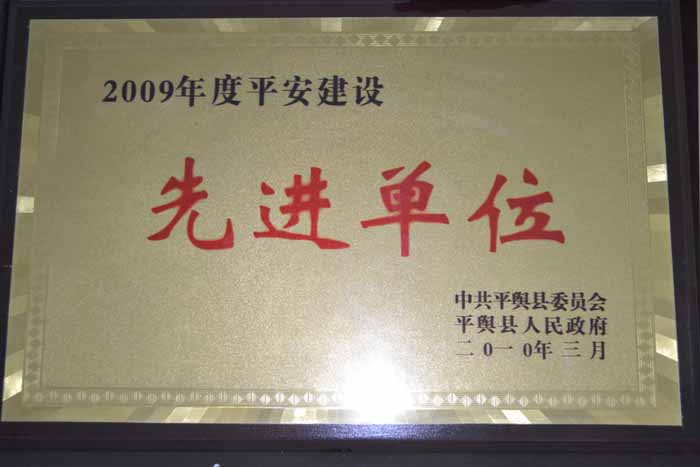 2009年度平安建设
先进单位
中共平舆县委员会
平舆县人民政府
二0一0年三月